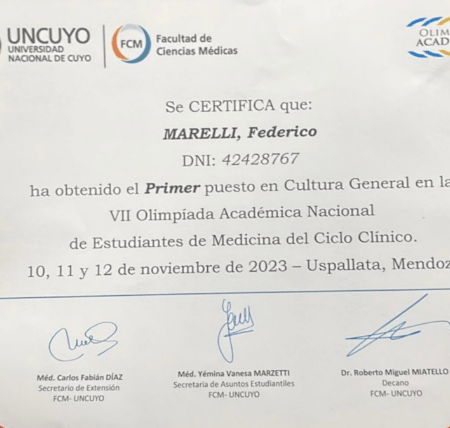 UNCUYO
UNIVERSIDAD
NACIONAL DE CUYO
FCM
Facultad de
Ciencias Médicas
OLIM
ACAD
Se CERTIFICA que:
MARELLI, Federico
DNI: 42428767
ha obtenido el Primer puesto en Cultura General en la
VII Olimpíada Académica Nacional
de Estudiantes de Medicina del Ciclo Clínico.
10, 11 y 12 de noviembre de 2023 – Uspallata, Mendoz
Méd. Carlos Fabián DÍAZ
Secretario de Extensión
FCM- UNCUYO
Méd. Yémina Vanesa MARZETTI
Secretaria de Asuntos Estudiantiles
FCM- UNCUYO
Dr. Roberto Miguel MIATELLO
Decano
FCM- UNCUYO